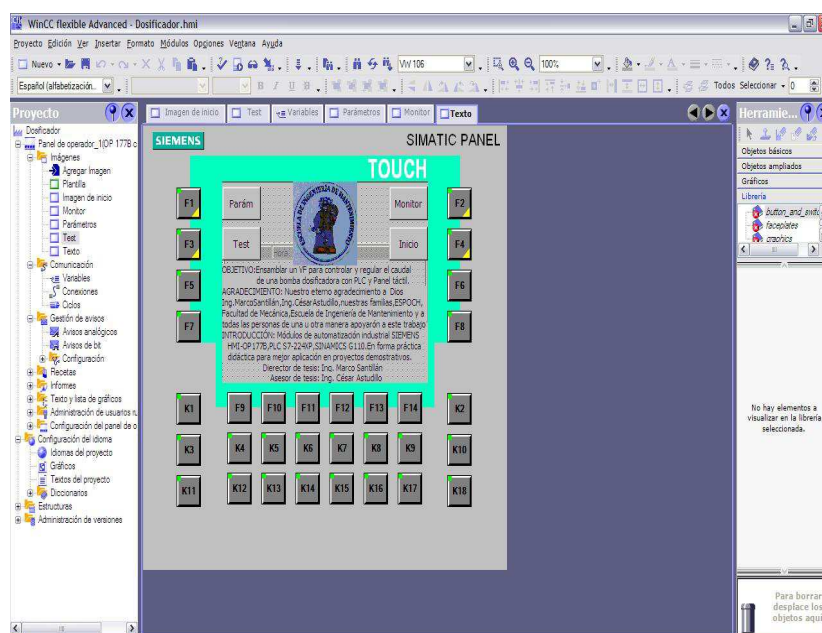 WinCC flexible Advanced - Dosificador.hmi
Proyecto Edición Ver Insertar Formato Módulos Opciones Ventana Ayuda
Nuevo VW 106 100%
Español (alfabetización.. Todos Seleccionar 0
Proyecto
Imagen de inicio Test Variables Parámetros Monitor Texto
Herramie...
Dosificador
Panel de operador_1(OP 177B c
Imágenes
Agregar Imagen
Plantilla
Imagen de inicio
Monitor
Parámetros
Test
Texto
Comunicación
Variables
Conexiones
Ciclos
Gestión de avisos
Avisos analógicos
Avisos de bit
Configuración
Recetas
Informes
Texto y lista de gráficos
Administración de usuarios ru
Configuración del panel de o
Configuración del idioma
Idiomas del proyecto
Gráficos
Textos del proyecto
Diccionarios
Estructuras
Administración de versiones
SIEMENS SIMATIC PANEL
TOUCH
F1 Parám Monitor F2
F3 Test Inicio F4
ESCUELA DE INGENIERIA DE MANTENIMIENTO
F5 F6
F7 F8
OBJETIVO:Ensamblar un VF para controlar y regular el caudal
de una bomba dosificadora con PLC y Panel táctil.
AGRADECIMIENTO: Nuestro eterno agradecimiento a Dios
Ing.MarcoSantillán,Ing.CésarAstudillo,nuestras familias,ESPOCH,
Facultad de Mecánica,Escuela de Ingeniería de Mantenimiento y a
todas las personas de una u otra manera apoyarón a este trabajo
INTRODUCCIÓN: Módulos de automatización industrial SIEMENS
HMI-OP177B,PLC S7-224XP,SINAMICS G110.En forma práctica
didáctica para mejor aplicación en proyectos demostrativos.
Dierector de tesis: Ing. Marco Santillán
Asesor de tesis: Ing. César Astudillo
K1 F9 F10 F11 F12 F13 F14 K2
K3 K4 K5 K6 K7 K8 K9 K10
K11 K12 K13 K14 K15 K16 K17 K18
Objetos básicos
Objetos ampliados
Gráficos
Librería
button_and_switc
faceplates
graphics
No hay elementos a
visualizar en la librería
seleccionada.
Para borrar
desplace los
objetos aquí